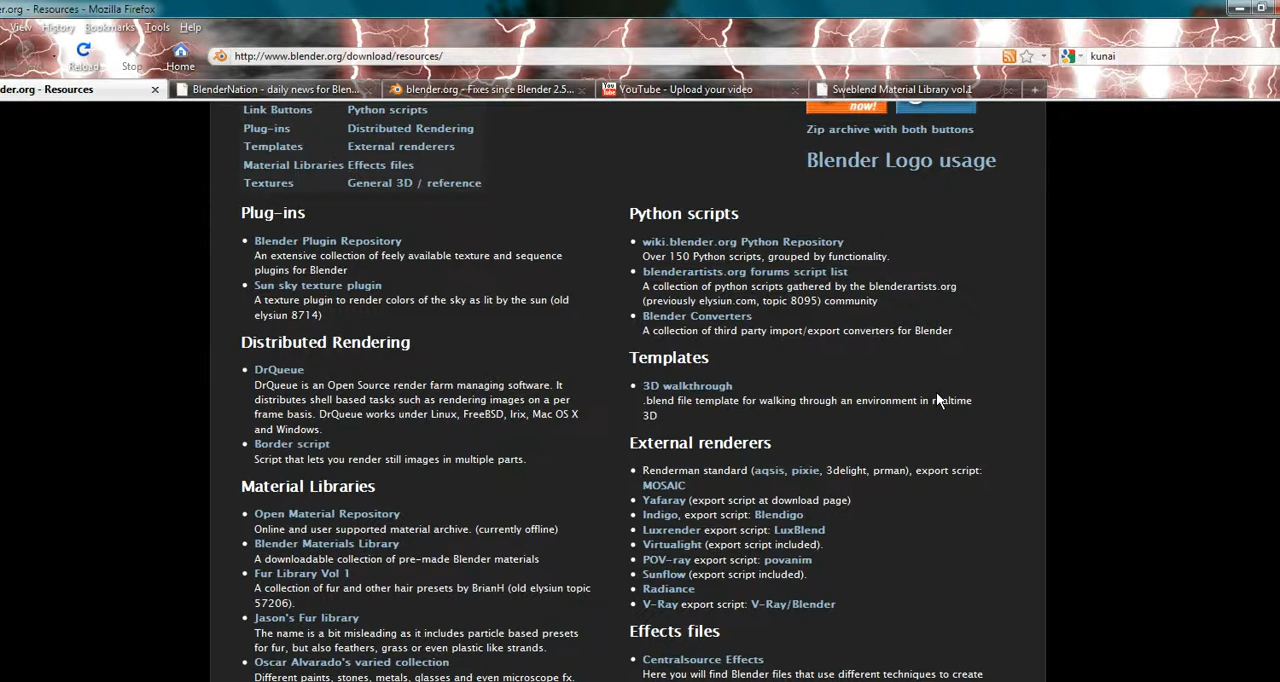 er.org - Resources - Mozilla Firefox
View History Bookmarks Tools Help
Reload Stop Home http://www.blender.org/download/resources/ kunai
der.org - Resources BlenderNation - daily news for Blen... blender.org - Fixes since Blender 2.5... YouTube - Upload your video Sweblend Material Library vol.1
Link Buttons Python scripts
Plug-ins Distributed Rendering
Templates External renderers
Material Libraries Effects files
Textures General 3D / reference
now!
Zip archive with both buttons
Blender Logo usage
Plug-ins
Blender Plugin Repository
An extensive collection of feely available texture and sequence
plugins for Blender
Sun sky texture plugin
A texture plugin to render colors of the sky as lit by the sun (old
elysiun 8714)
Distributed Rendering
DrQueue
DrQueue is an Open Source render farm managing software. It
distributes shell based tasks such as rendering images on a per
frame basis. DrQueue works under Linux, FreeBSD, Irix, Mac OS X
and Windows.
Border script
Script that lets you render still images in multiple parts.
Material Libraries
Open Material Repository
Online and user supported material archive. (currently offline)
Blender Materials Library
A downloadable collection of pre-made Blender materials
Fur Library Vol 1
A collection of fur and other hair presets by BrianH (old elysiun topic
57206).
Jason's Fur library
The name is a bit misleading as it includes particle based presets
for fur, but also feathers, grass or even plastic like strands.
Oscar Alvarado's varied collection
Different paints, stones, metals, glasses and even microscope fx.
Python scripts
wiki.blender.org Python Repository
Over 150 Python scripts, grouped by functionality.
blenderartists.org forums script list
A collection of python scripts gathered by the blenderartists.org
(previously elysiun.com, topic 8095) community
Blender Converters
A collection of third party import/export converters for Blender
Templates
3D walkthrough
.blend file template for walking through an environment in realtime
3D
External renderers
Renderman standard (aqsis, pixie, 3delight, prman), export script:
MOSAIC
Yafaray (export script at download page)
Indigo, export script: Blendigo
Luxrender export script: LuxBlend
Virtualight (export script included).
POV-ray export script: povanim
Sunflow (export script included).
Radiance
V-Ray export script: V-Ray/Blender
Effects files
Centralsource Effects
Here you will find Blender files that use different techniques to create